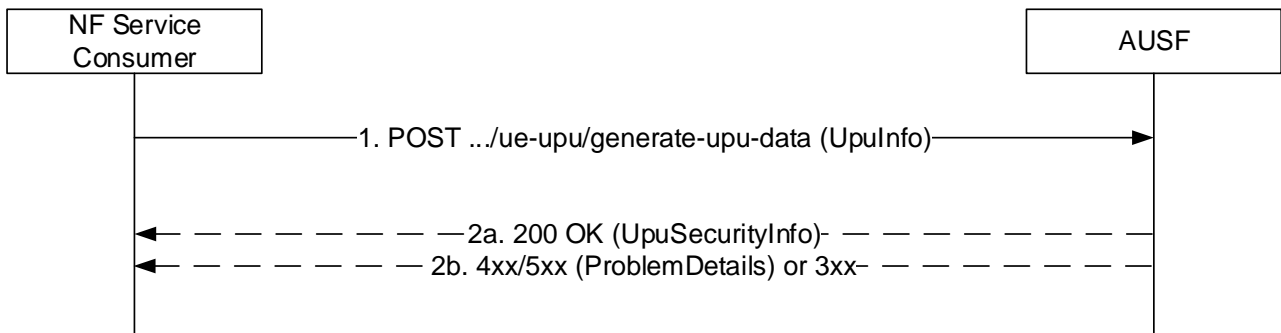 NF Service
Consumer
AUSF
1. POST .../ue-upu/generate-upu-data (UpuInfo)
2a. 200 OK (UpuSecurityInfo)
2b. 4xx/5xx (ProblemDetails) or 3xx